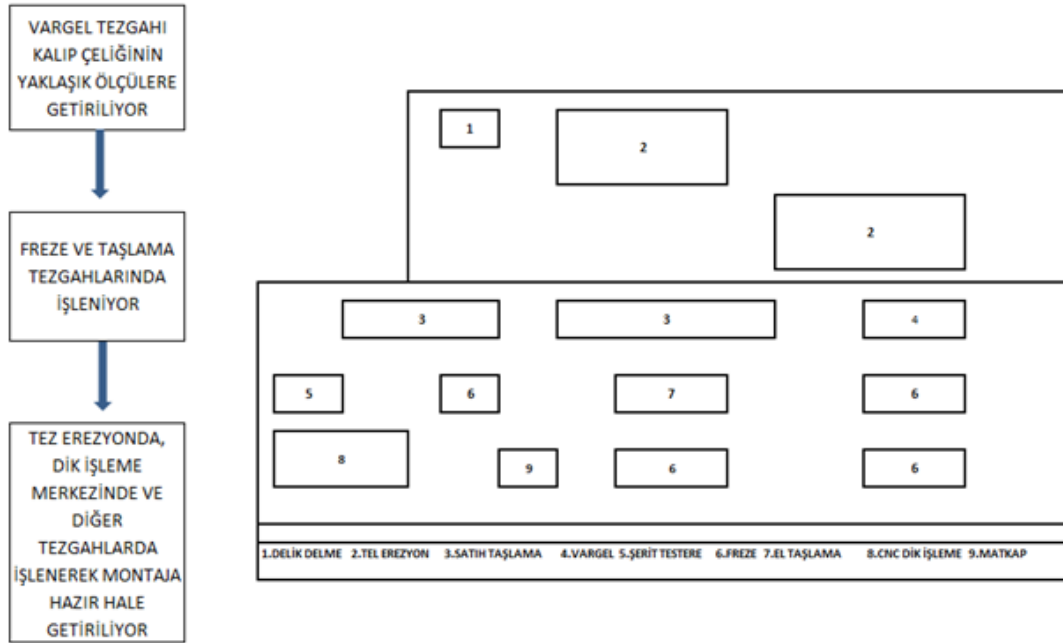 VARGEL TEZGAHI
KALIP ÇELİĞİNİN
YAKLAŞIK ÖLÇÜLERE
GETİRİLİYOR
FREZE VE TAŞLAMA
TEZGAHLARINDA
İŞLENİYOR
TEZ EREZYONDA,
DİK İŞLEME
MERKEZİNDE VE
DİĞER
TEZGAHLARDA
İŞLENEREK MONTAJA
HAZIR HALE
GETİRİLİYOR
1
2
2
3
3
4
5
6
7
6
8
9
6
6
1.DELİK DELME 2.TEL EREZYON 3.SATIH TAŞLAMA 4.VARGEL 5.ŞERİT TESTERE 6.FREZE 7.EL TAŞLAMA 8.CNC DİK İŞLEME 9.MATKAP